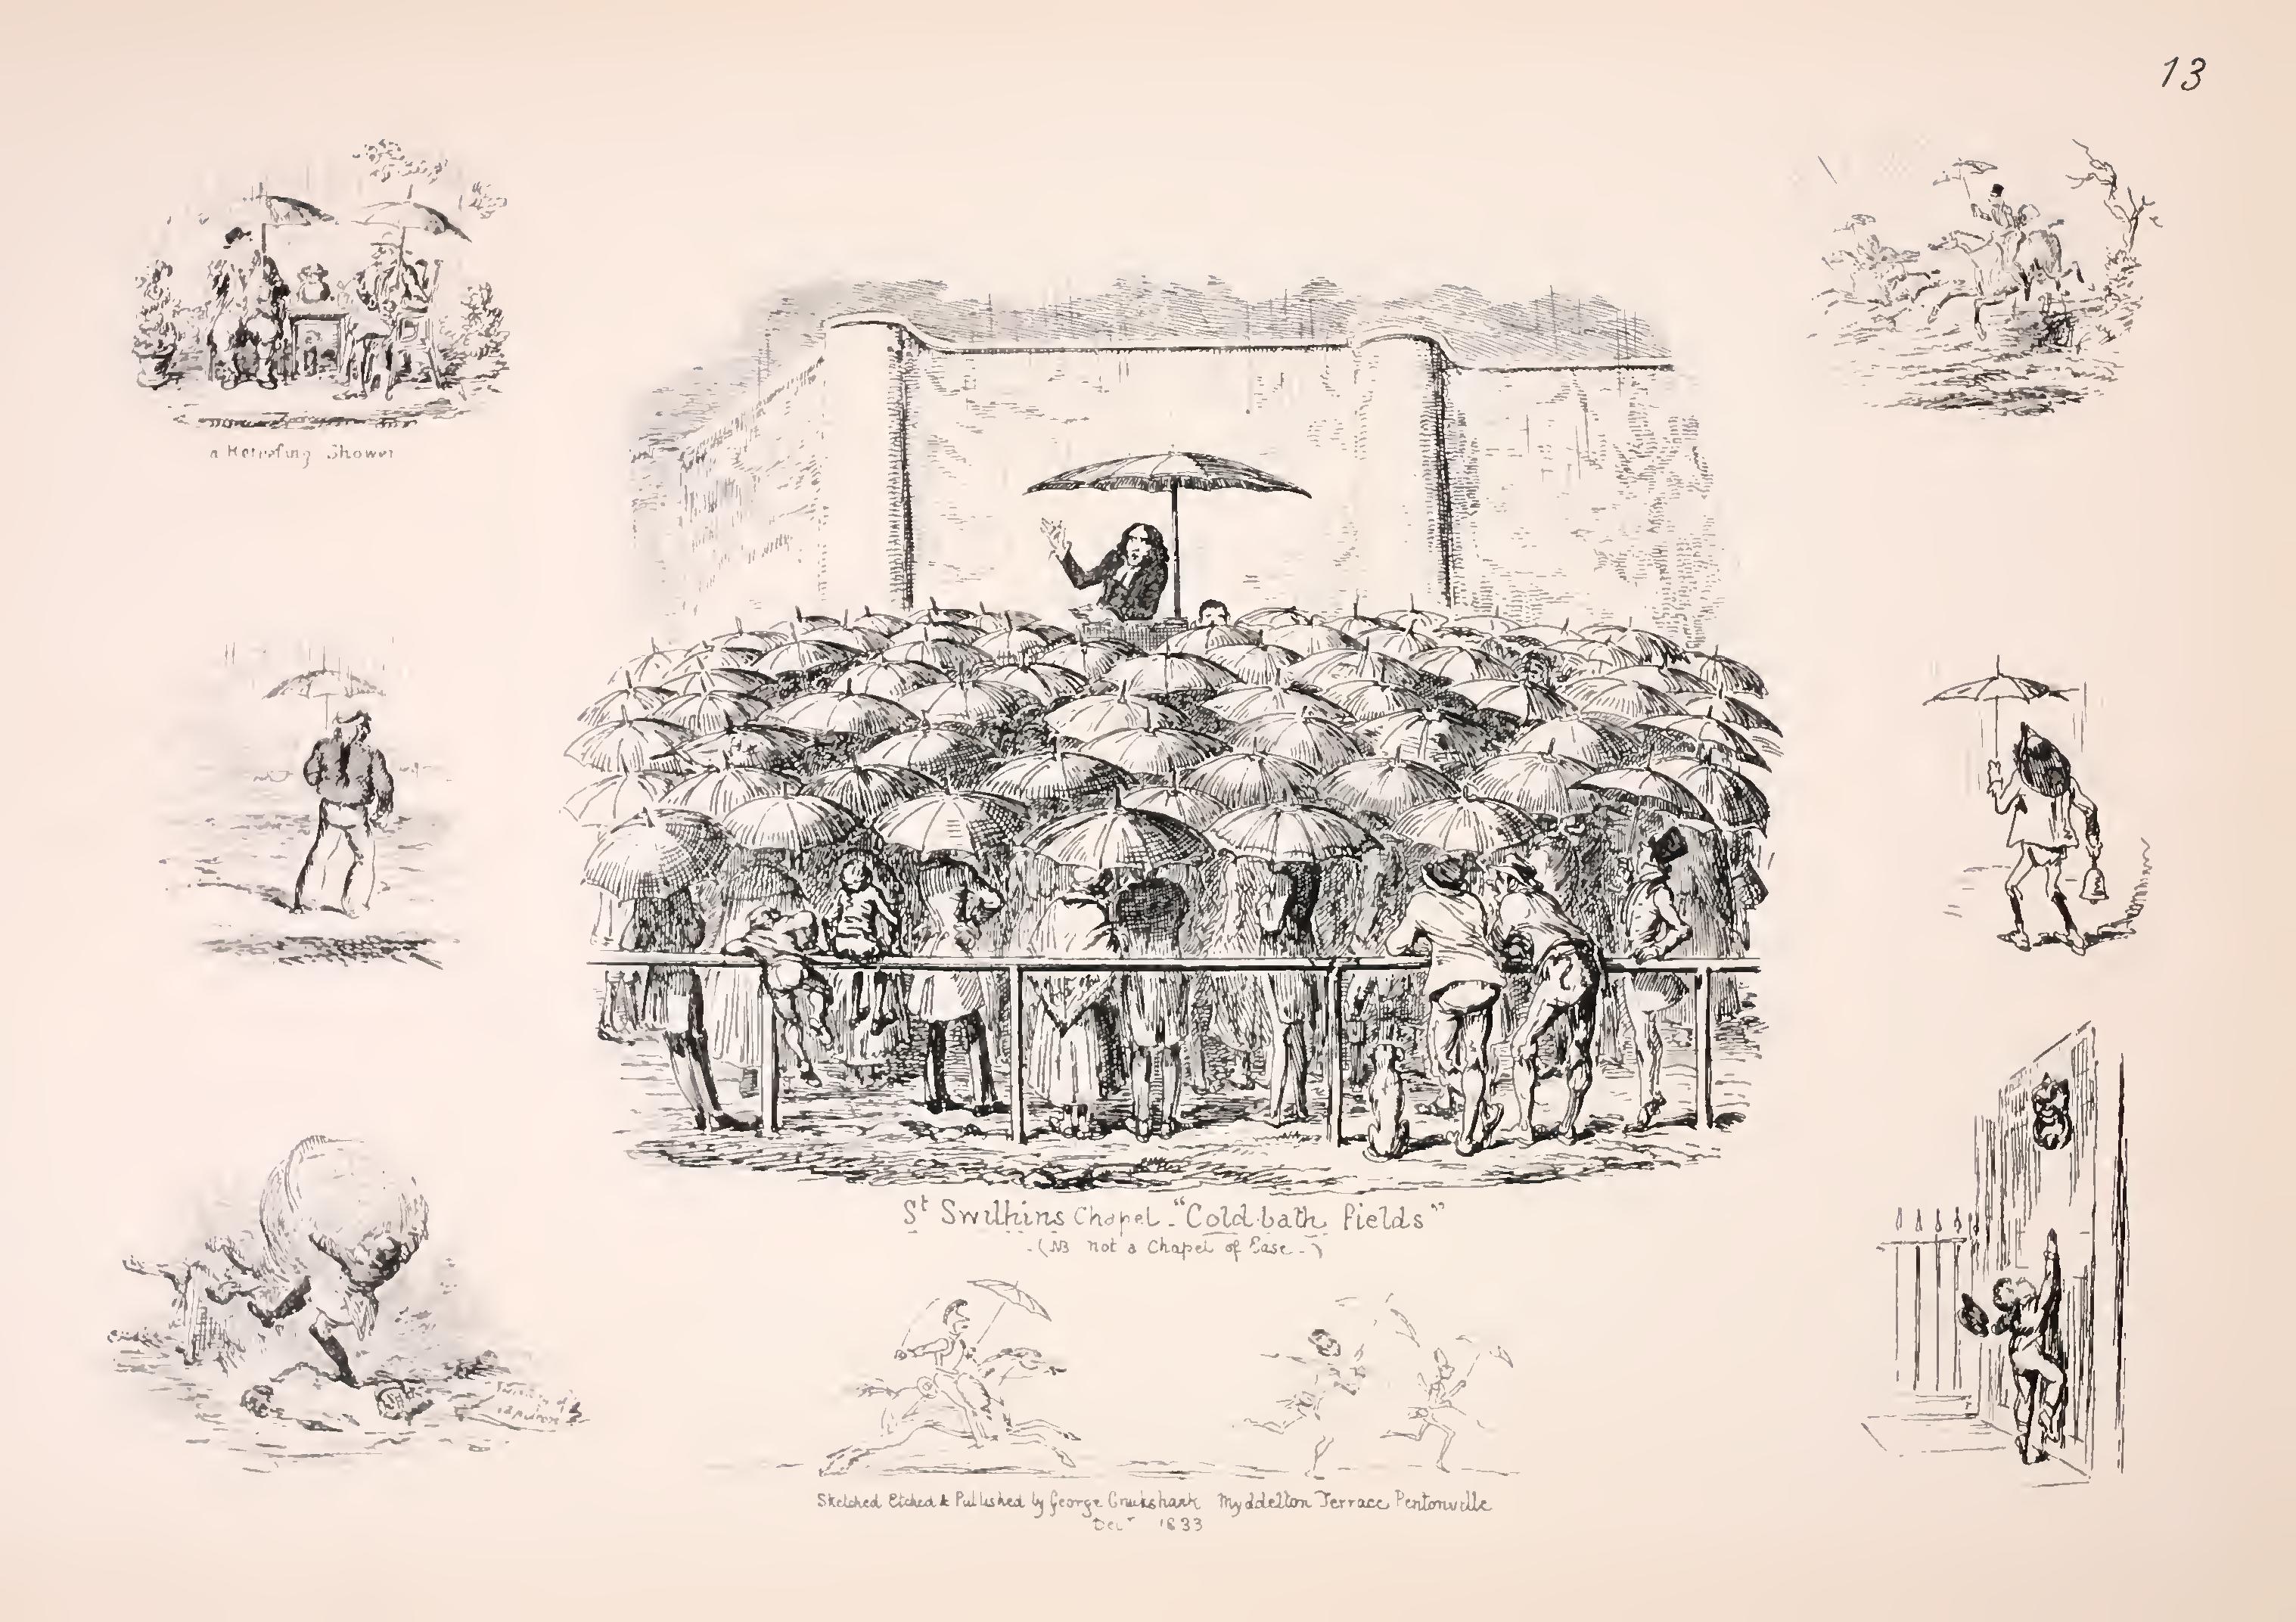 13
a Refreshing Shower
St Swithins Chapel - "Cold bath fields"
- (NB not a Chapel of Ease -)
Sketched Etched & Published by George Cruikshank Myddelton Terrace Pentonville
Decr 1833